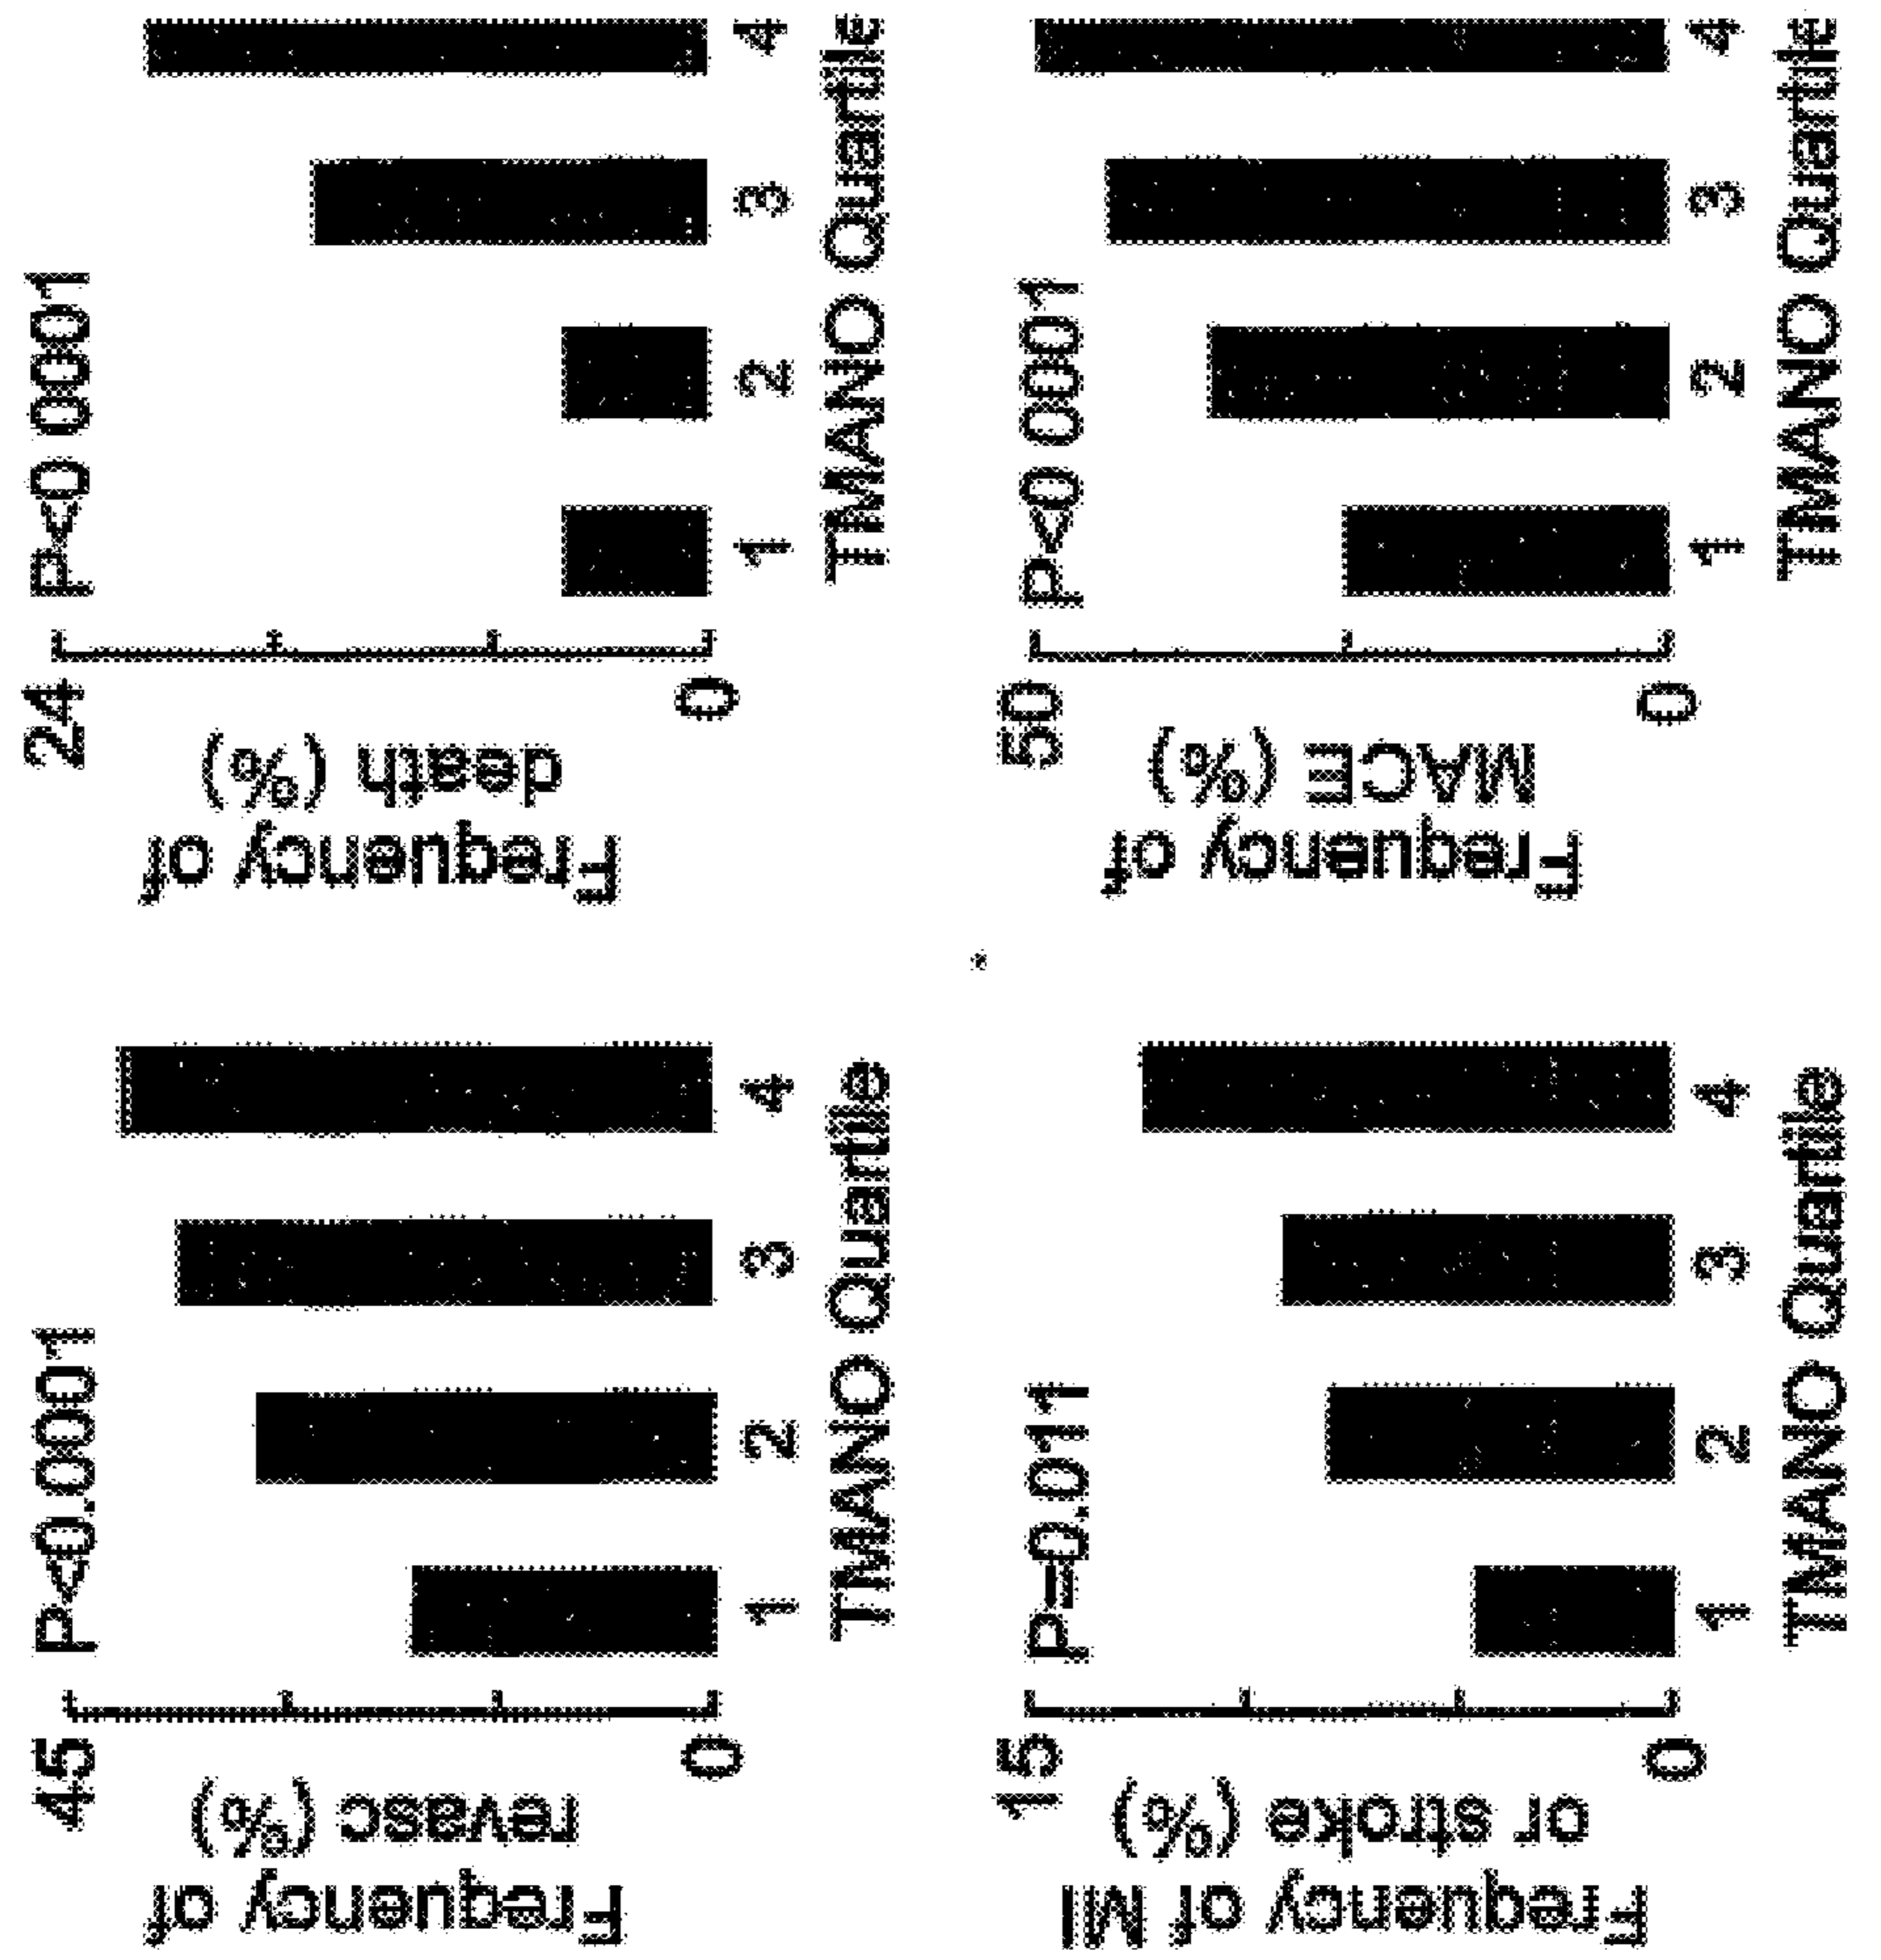 45
Frequency of
revasc (%)
0
P<0.0001
1 2 3 4
TMANO Quartile
24
Frequency of
death (%)
0
P<0 0001
1 2 3 4
TMANO Quartile
15
Frequency of MI
or stroke (%)
0
P=0.011
1 2 3 4
TMANO Quartile
50
Frequency of
MACE (%)
0
P<0 0001
1 2 3 4
TMANO Quartile